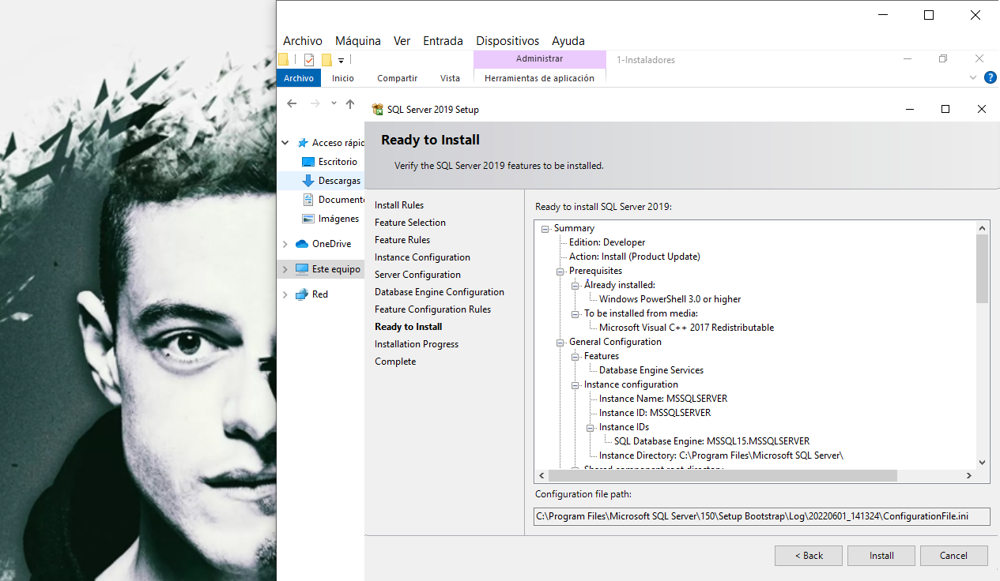 Archivo Máquina Ver Entrada Dispositivos Ayuda
Administrar 1-Instaladores
Archivo Inicio Compartir Vista Herramientas de aplicación
SQL Server 2019 Setup
Ready to Install
Verify the SQL Server 2019 features to be installed.
Acceso rápid
Escritorio
Descargas
Documento
Imágenes
OneDrive
Este equipo
Red
Install Rules
Feature Selection
Feature Rules
Instance Configuration
Server Configuration
Database Engine Configuration
Feature Configuration Rules
Ready to Install
Installation Progress
Complete
Ready to install SQL Server 2019:
Summary
Edition: Developer
Action: Install (Product Update)
Prerequisites
Already installed:
Windows PowerShell 3.0 or higher
To be installed from media:
Microsoft Visual C++ 2017 Redistributable
General Configuration
Features
Database Engine Services
Instance configuration
Instance Name: MSSQLSERVER
Instance ID: MSSQLSERVER
Instance IDs
SQL Database Engine: MSSQL15.MSSQLSERVER
Instance Directory: C:\Program Files\Microsoft SQL Server\
Shared component root directory
Configuration file path:
C:\Program Files\Microsoft SQL Server\150\Setup Bootstrap\Log\20220601_141324\ConfigurationFile.ini
< Back Install Cancel